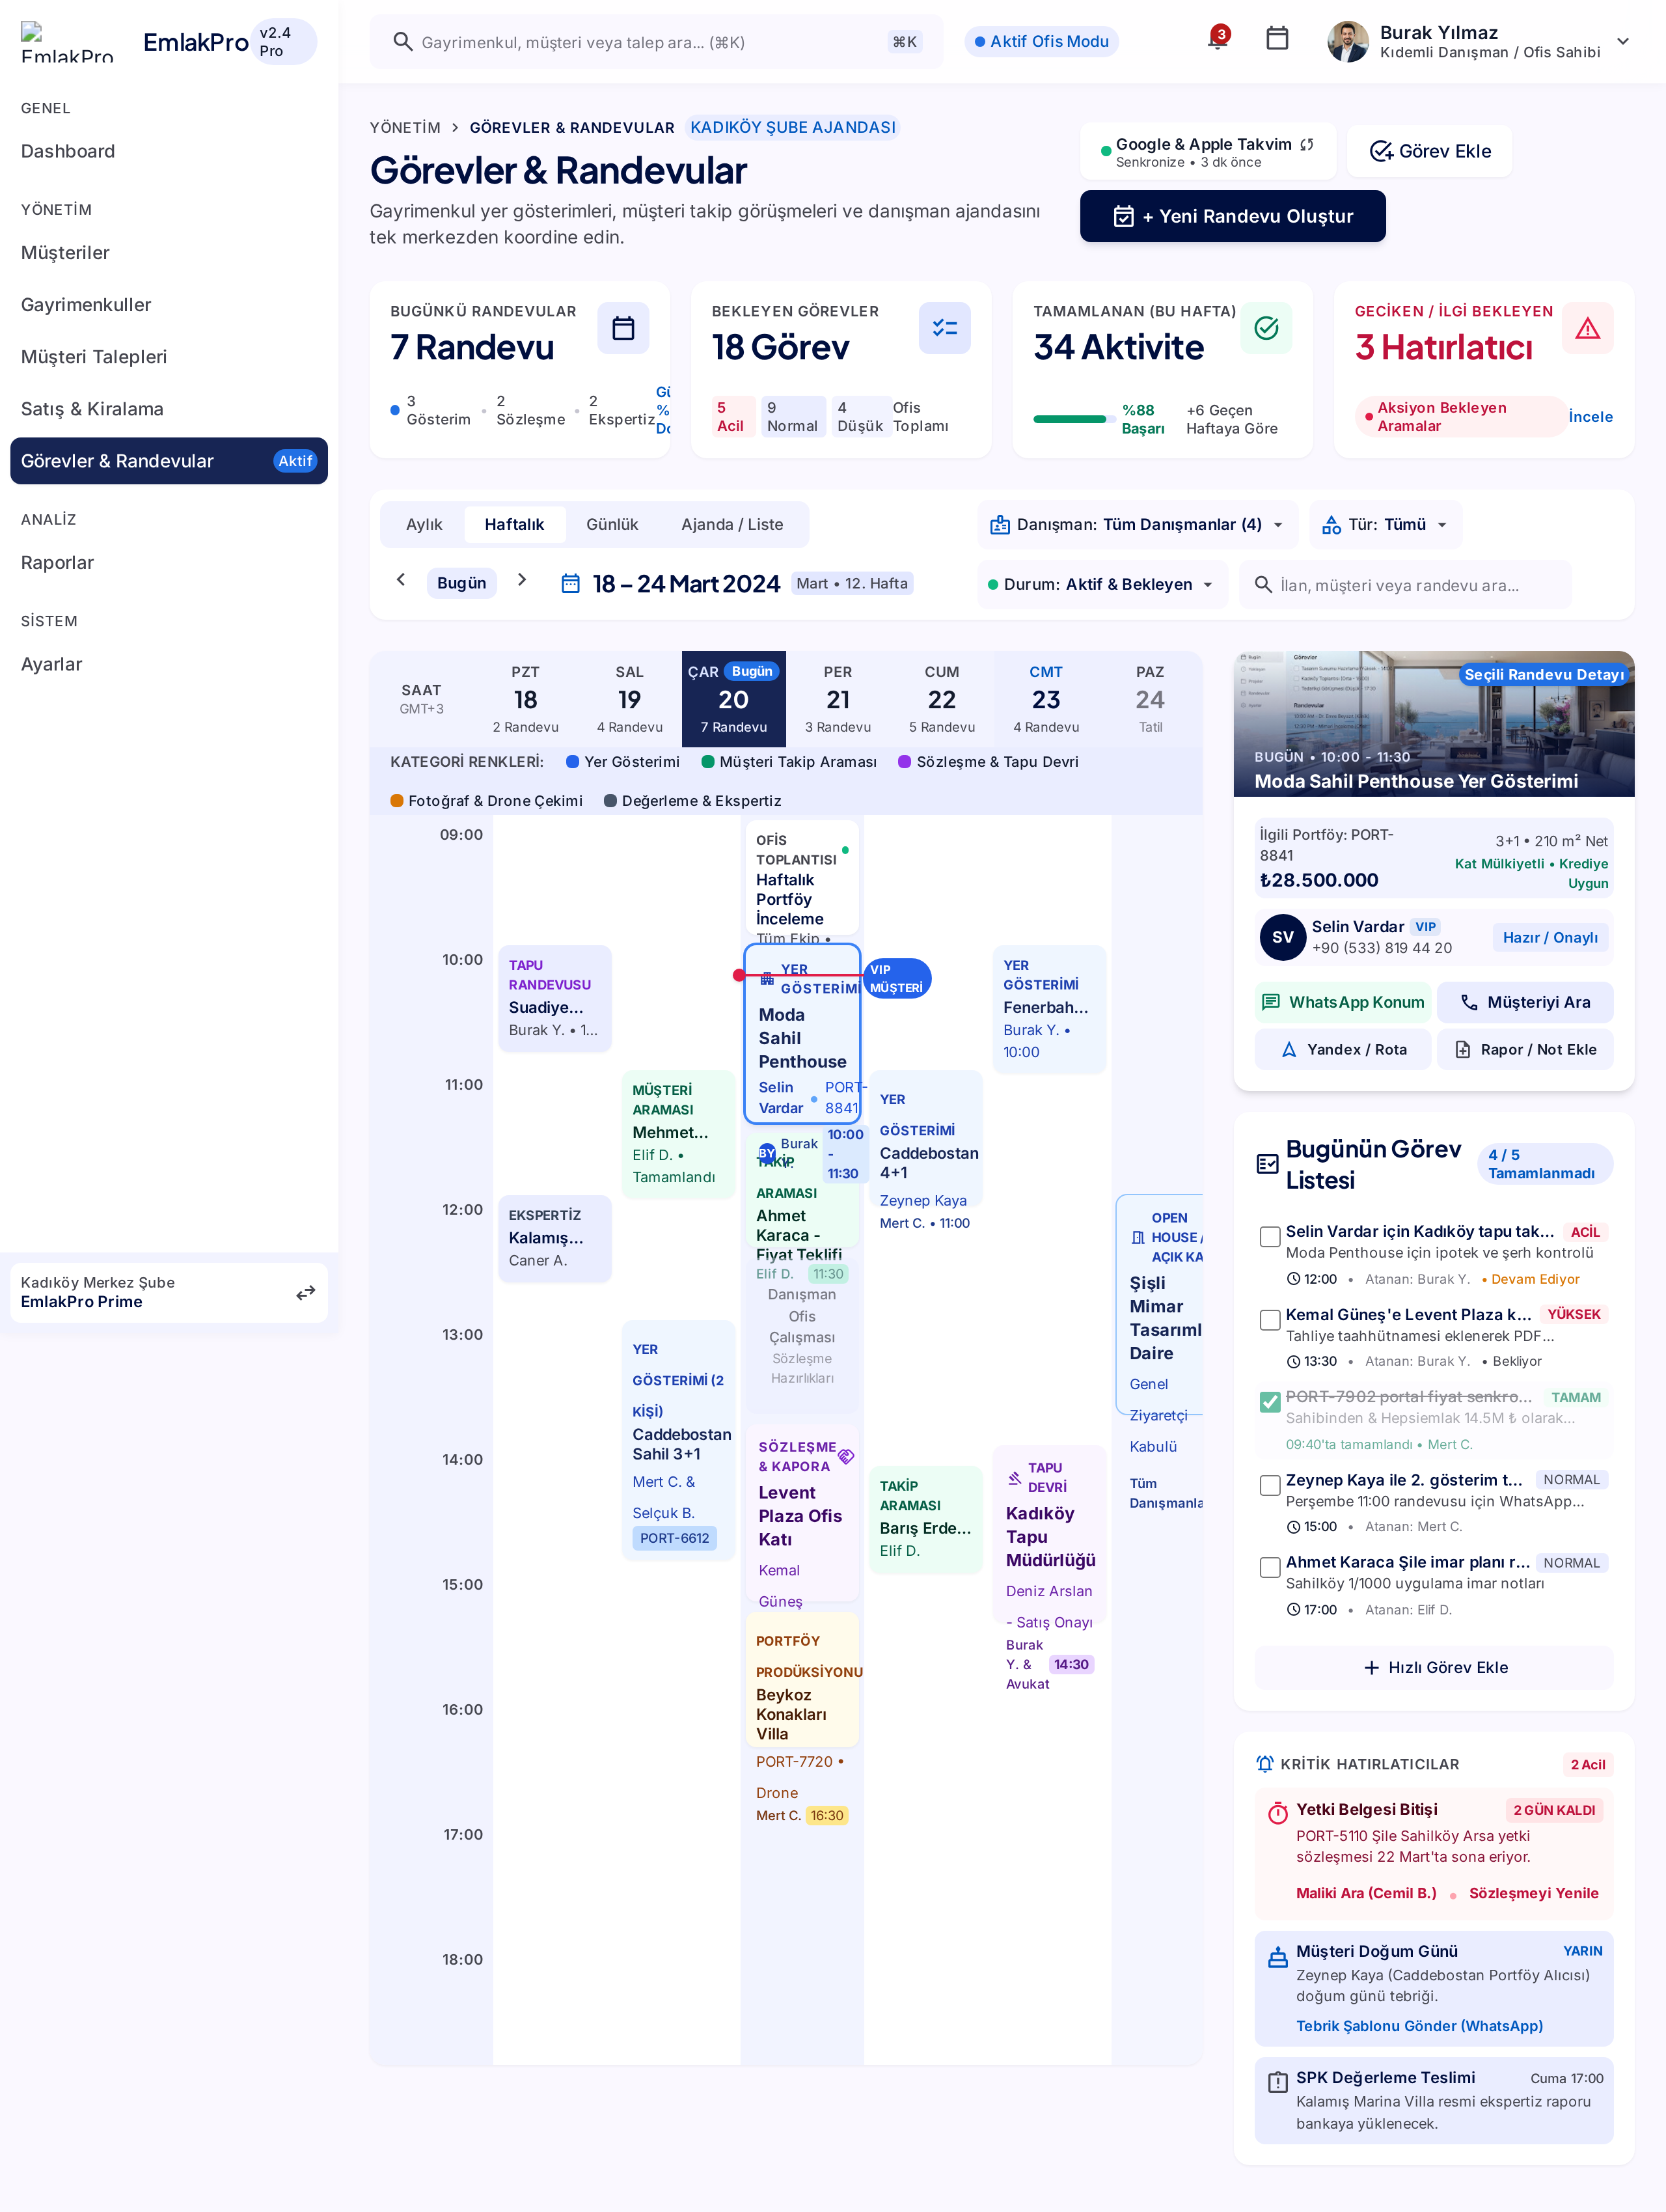 EmlakPro
EmlakPro
v2.4
Pro
GENEL
Dashboard
YÖNETİM
Müşteriler
Gayrimenkuller
Müşteri Talepleri
Satış & Kiralama
Görevler & Randevular
Aktif
ANALİZ
Raporlar
SİSTEM
Ayarlar
Kadıköy Merkez Şube
EmlakPro Prime
Gayrimenkul, müşteri veya talep ara... (⌘K)
⌘K
Aktif Ofis Modu
3
Burak Yılmaz
Kıdemli Danışman / Ofis Sahibi
YÖNETİM > GÖREVLER & RANDEVULAR KADIKÖY ŞUBE AJANDASI
Görevler & Randevular
Gayrimenkul yer gösterimleri, müşteri takip görüşmeleri ve danışman ajandasını
tek merkezden koordine edin.
Google & Apple Takvim
Senkronize • 3 dk önce
Görev Ekle
+ Yeni Randevu Oluştur
BUGÜNKÜ RANDEVULAR
7 Randevu
3
Gösterim
2
Sözleşme
2
Ekspertiz
BEKLEYEN GÖREVLER
18 Görev
5
Acil
9
Normal
4
Düşük
Ofis
Toplamı
TAMAMLANAN (BU HAFTA)
34 Aktivite
%88
Başarı
+6 Geçen
Haftaya Göre
GECİKEN / İLGİ BEKLEYEN
3 Hatırlatıcı
Aksiyon Bekleyen
Aramalar
İncele
Aylık
Haftalık
Günlük
Ajanda / Liste
Danışman: Tüm Danışmanlar (4)
Tür: Tümü
Bugün
18 – 24 Mart 2024
Mart • 12. Hafta
Durum: Aktif & Bekleyen
İlan, müşteri veya randevu ara...
SAAT
GMT+3
PZT
18
2 Randevu
SAL
19
4 Randevu
ÇAR Bugün
20
7 Randevu
PER
21
3 Randevu
CUM
22
5 Randevu
CMT
23
4 Randevu
PAZ
24
Tatil
KATEGORİ RENKLERİ:
Yer Gösterimi
Müşteri Takip Araması
Sözleşme & Tapu Devri
Fotoğraf & Drone Çekimi
Değerleme & Ekspertiz
09:00
10:00
11:00
12:00
13:00
14:00
15:00
16:00
17:00
18:00
TAPU
RANDEVUSU
Suadiye...
Burak Y. • 1...
EKSPERTİZ
Kalamış...
Caner A.
MÜŞTERİ
ARAMASI
Mehmet...
Elif D. •
Tamamlandı
YER
GÖSTERİMİ (2
KİŞİ)
Caddebostan
Sahil 3+1
Mert C. &
Selçuk B.
PORT-6612
OFİS
TOPLANTISI
Haftalık
Portföy
İnceleme
Tüm Ekip •
YER
GÖSTERİMİ
VIP
MÜŞTERİ
Moda
Sahil
Penthouse
Selin
Vardar
PORT-
8841
BY
Burak
Y.
10:00
-
11:30
TAKİP
ARAMASI
Ahmet
Karaca -
Fiyat Teklifi
Elif D.
11:30
Danışman
Ofis
Çalışması
Sözleşme
Hazırlıkları
SÖZLEŞME
& KAPORA
Levent
Plaza Ofis
Katı
Kemal
Güneş
PORTFÖY
PRODÜKSİYONU
Beykoz
Konakları
Villa
PORT-7720 •
Drone
Mert C.
16:30
YER
GÖSTERİMİ
Caddebostan
4+1
Zeynep Kaya
Mert C. • 11:00
TAKİP
ARAMASI
Barış Erde...
Elif D.
YER
GÖSTERİMİ
Fenerbah...
Burak Y. •
10:00
TAPU
DEVRİ
Kadıköy
Tapu
Müdürlüğü
Deniz Arslan
- Satış Onayı
Burak
Y. &
Avukat
14:30
OPEN
HOUSE /
AÇIK KA
Şişli
Mimar
Tasarıml
Daire
Genel
Ziyaretçi
Kabulü
Tüm
Danışmanla
Seçili Randevu Detayı
BUGÜN • 10:00 - 11:30
Moda Sahil Penthouse Yer Gösterimi
İlgili Portföy: PORT-
8841
₺28.500.000
3+1 • 210 m² Net
Kat Mülkiyetli • Krediye
Uygun
SV
Selin Vardar VIP
+90 (533) 819 44 20
Hazır / Onaylı
WhatsApp Konum
Müşteriyi Ara
Yandex / Rota
Rapor / Not Ekle
Bugünün Görev
Listesi
4 / 5
Tamamlanmadı
Selin Vardar için Kadıköy tapu tak...
ACİL
Moda Penthouse için ipotek ve şerh kontrolü
12:00 • Atanan: Burak Y. • Devam Ediyor
Kemal Güneş'e Levent Plaza k...
YÜKSEK
Tahliye taahhütnamesi eklenerek PDF...
13:30 • Atanan: Burak Y. • Bekliyor
PORT-7902 portal fiyat senkro...
TAMAM
Sahibinden & Hepsiemlak 14.5M ₺ olarak...
09:40'ta tamamlandı • Mert C.
Zeynep Kaya ile 2. gösterim t...
NORMAL
Perşembe 11:00 randevusu için WhatsApp...
15:00 • Atanan: Mert C.
Ahmet Karaca Şile imar planı r...
NORMAL
Sahilköy 1/1000 uygulama imar notları
17:00 • Atanan: Elif D.
+ Hızlı Görev Ekle
KRİTİK HATIRLATICILAR
2 Acil
Yetki Belgesi Bitişi
2 GÜN KALDI
PORT-5110 Şile Sahilköy Arsa yetki
sözleşmesi 22 Mart'ta sona eriyor.
Maliki Ara (Cemil B.) • Sözleşmeyi Yenile
Müşteri Doğum Günü
YARIN
Zeynep Kaya (Caddebostan Portföy Alıcısı)
doğum günü tebriği.
Tebrik Şablonu Gönder (WhatsApp)
SPK Değerleme Teslimi
Cuma 17:00
Kalamış Marina Villa resmi ekspertiz raporu
bankaya yüklenecek.